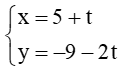 x = 5 + t
y = −9 − 2t